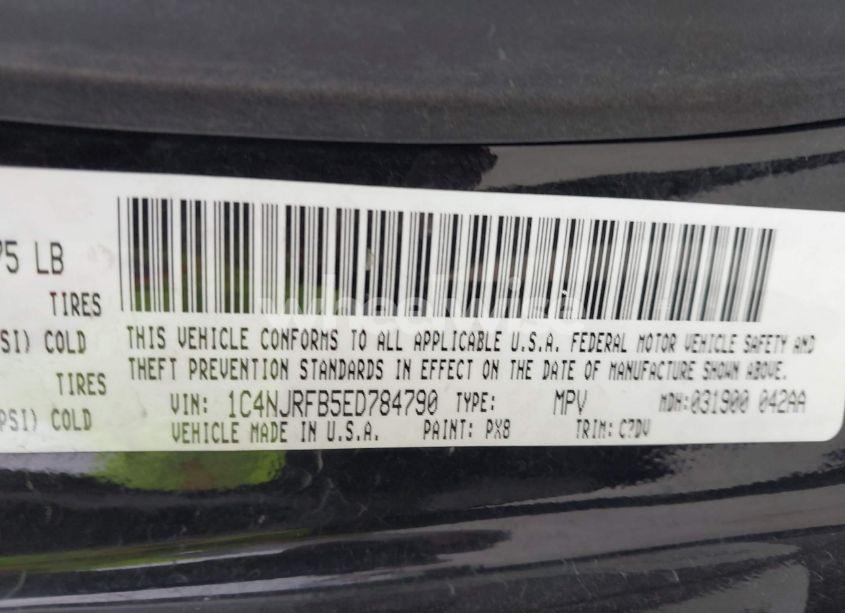 75 LB
TIRES
SI) COLD
TIRES
PSI) COLD
THIS VEHICLE CONFORMS TO ALL APPLICABLE U.S.A. FEDERAL MOTOR VEHICLE SAFETY AND
THEFT PREVENTION STANDARDS IN EFFECT ON THE DATE OF MANUFACTURE SHOWN ABOVE.
VIN: 1C4NJRFB5ED784790 TYPE: MPV MDH:031900 042AA
VEHICLE MADE IN U.S.A. PAINT: PX8 TRIM: C7DV